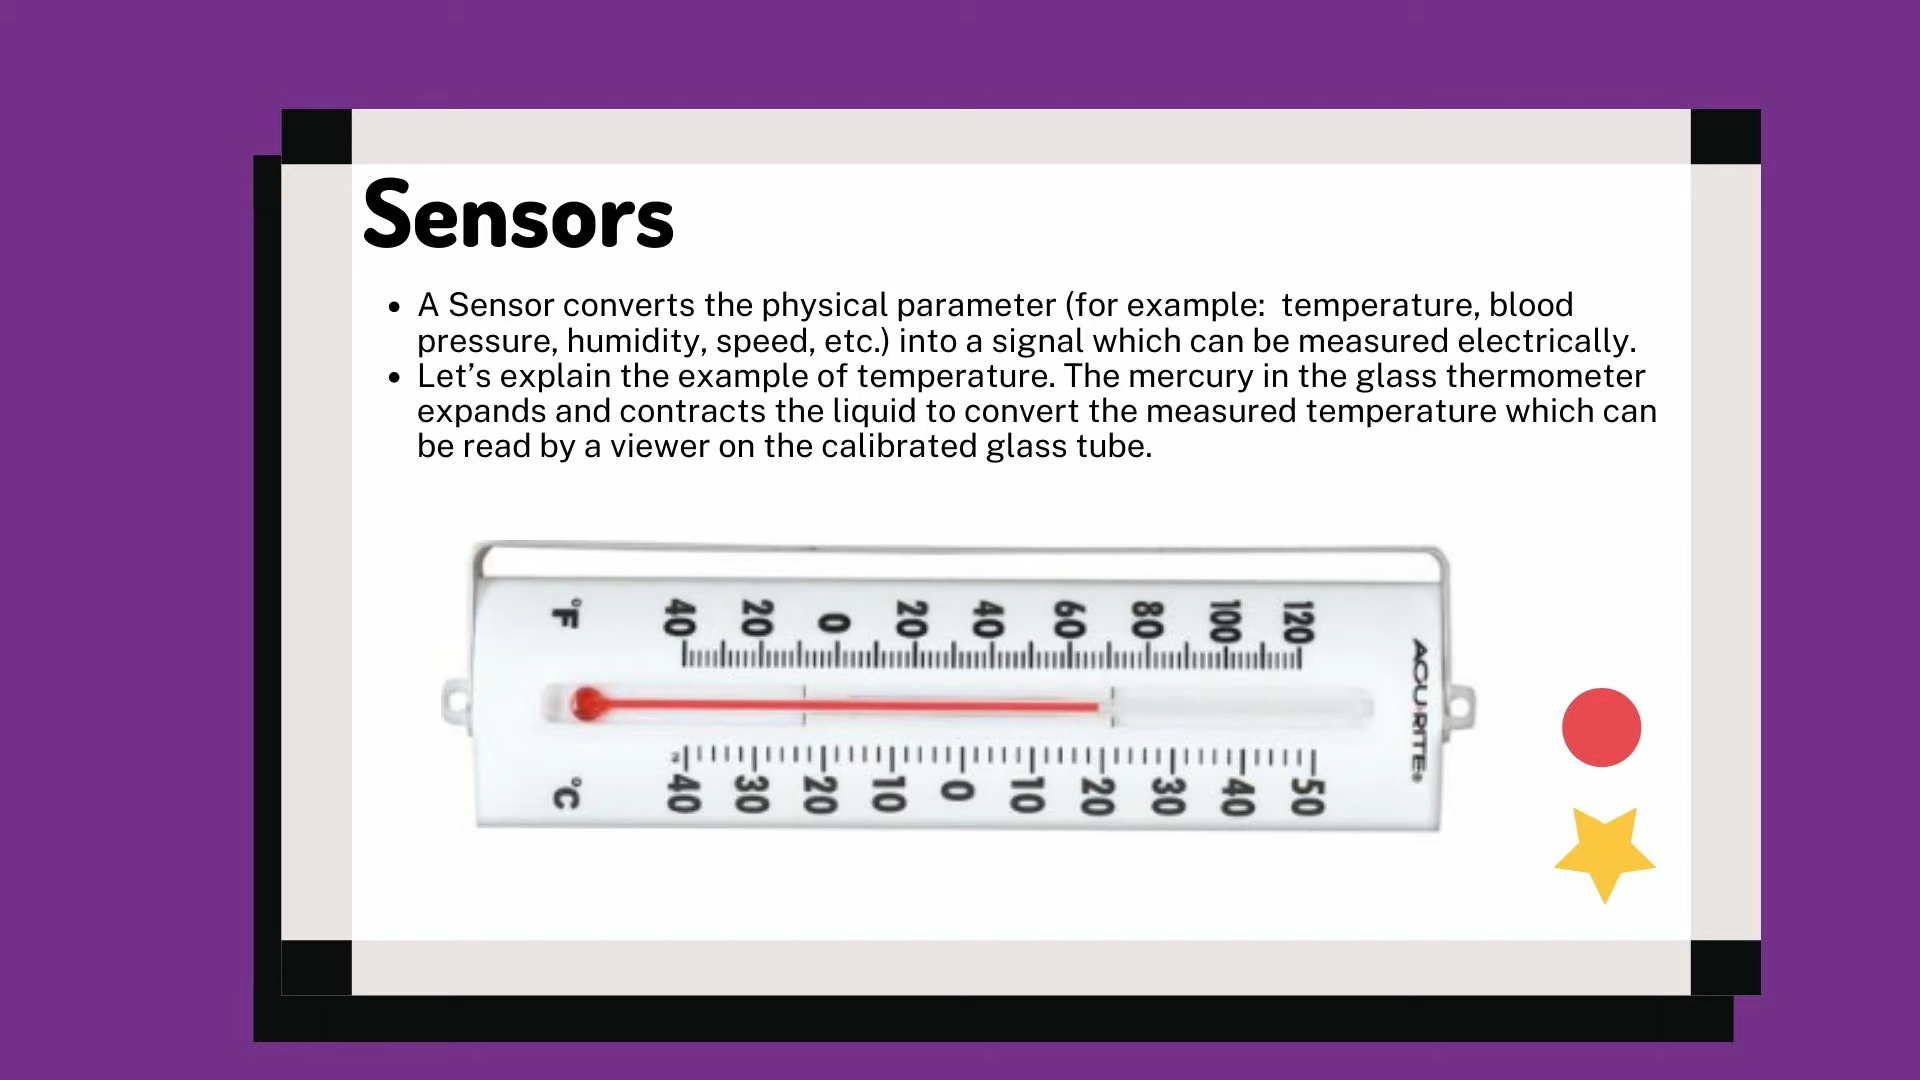 Sensors
• A Sensor converts the physical parameter (for example:  temperature, blood
pressure, humidity, speed, etc.) into a signal which can be measured electrically.
• Let’s explain the example of temperature. The mercury in the glass thermometer
expands and contracts the liquid to convert the measured temperature which can
be read by a viewer on the calibrated glass tube.
°F 40 20 0 20 40 60 80 100 120
ACU·RITE®
°C 40 30 20 10 0 10 20 30 40 50